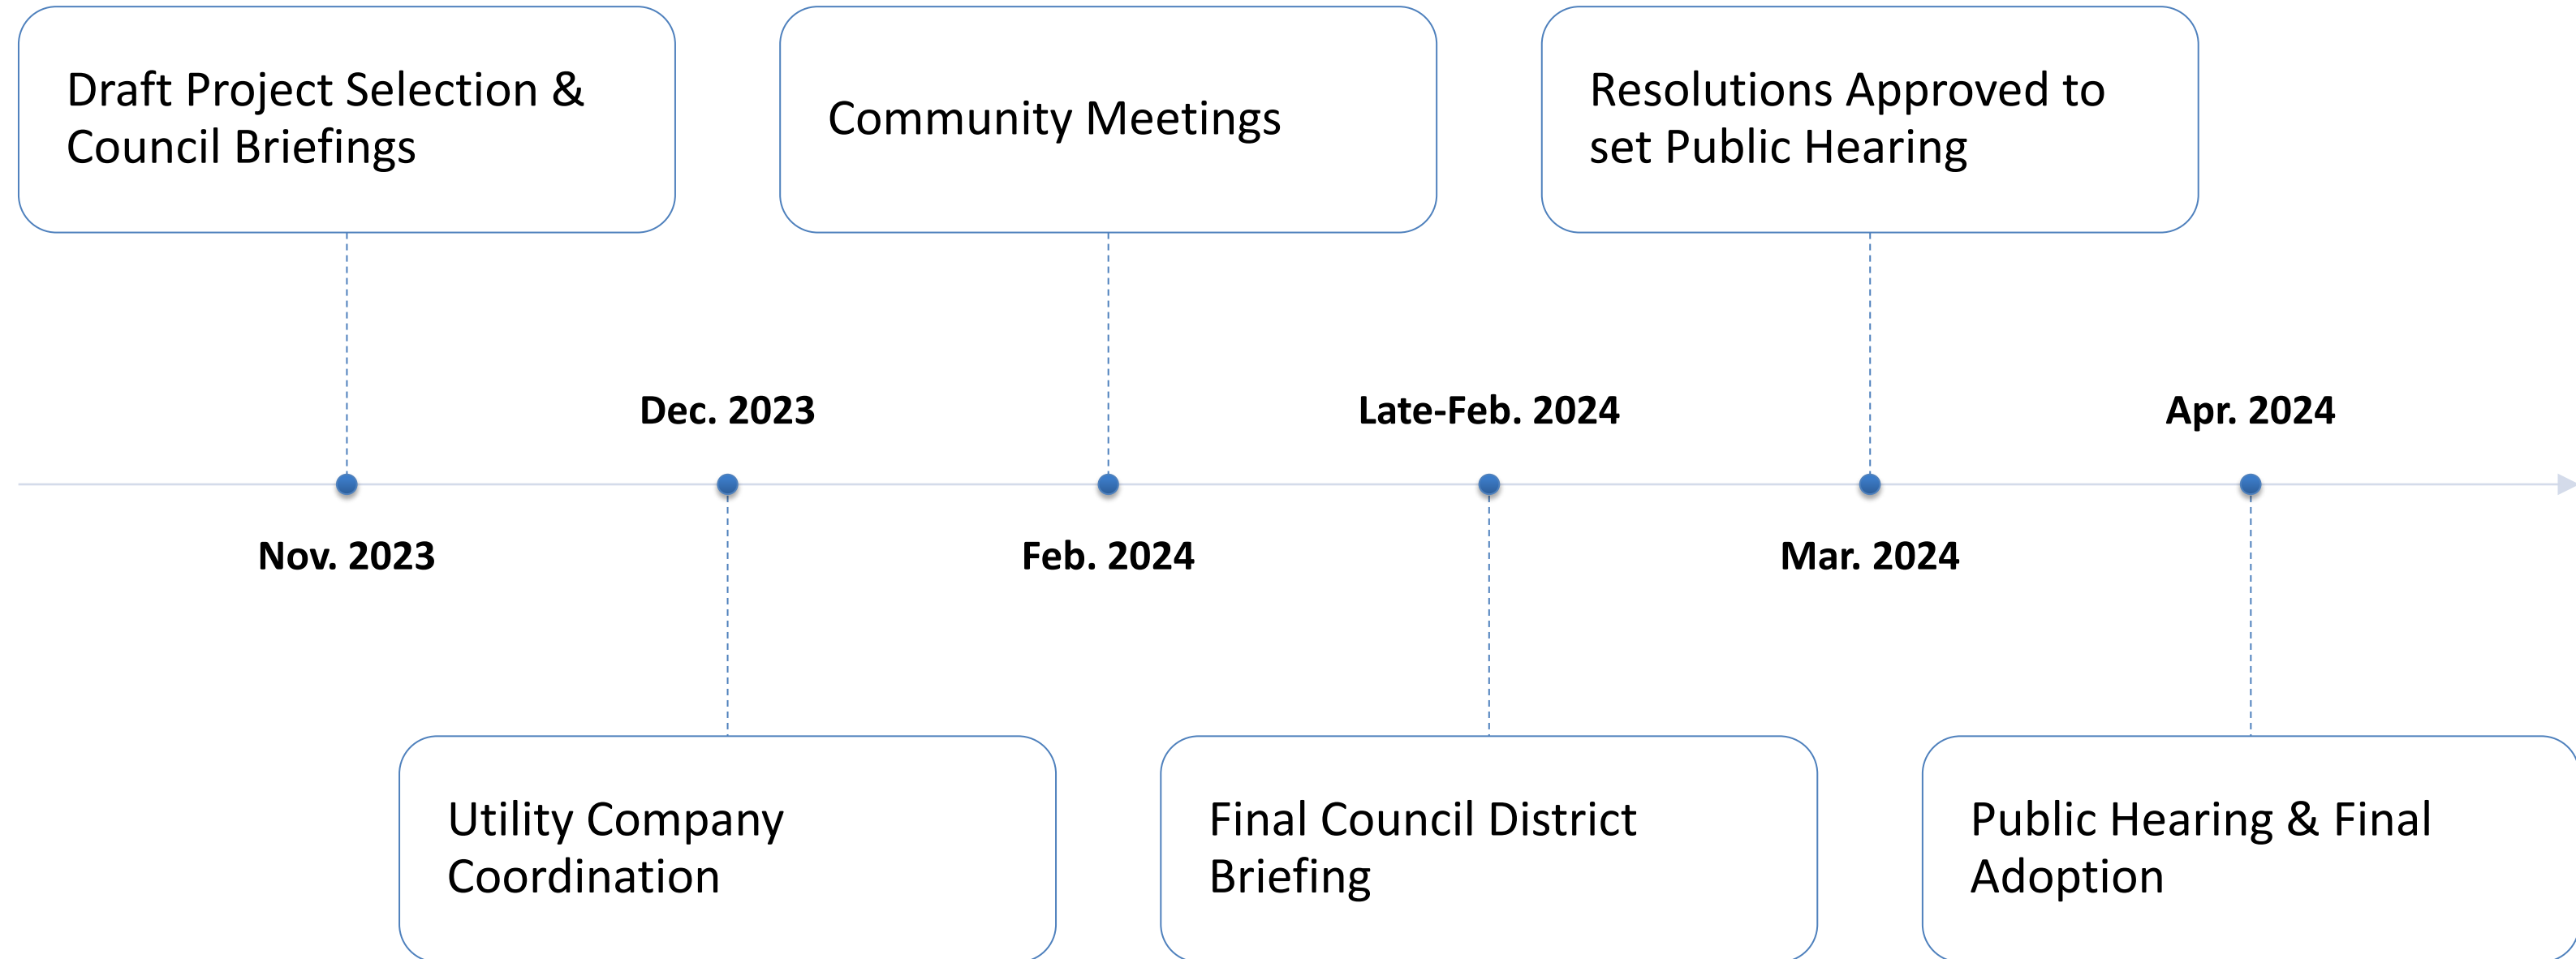 Draft Project Selection &
Council Briefings
Community Meetings
Resolutions Approved to
set Public Hearing
Dec. 2023
Late-Feb. 2024
Apr. 2024
Nov. 2023
Feb. 2024
Mar. 2024
Utility Company
Coordination
Final Council District
Briefing
Public Hearing & Final
Adoption